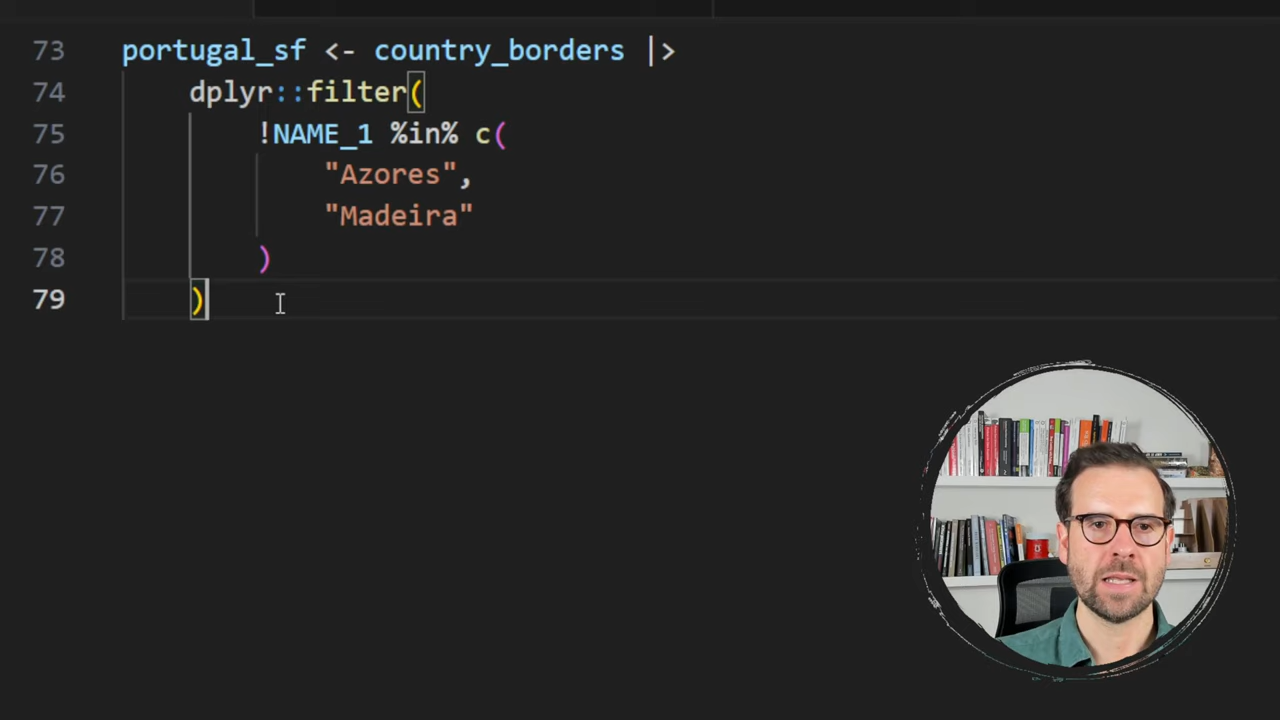 73 portugal_sf <- country_borders |>
74 dplyr::filter(
75 !NAME_1 %in% c(
76 "Azores",
77 "Madeira"
78 )
79 )